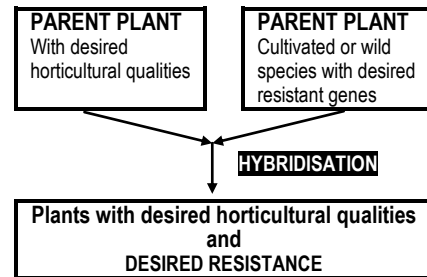 PARENT PLANT
With desired
horticultural qualities
PARENT PLANT
Cultivated or wild
species with desired
resistant genes
HYBRIDISATION
Plants with desired horticultural qualities
and
DESIRED RESISTANCE